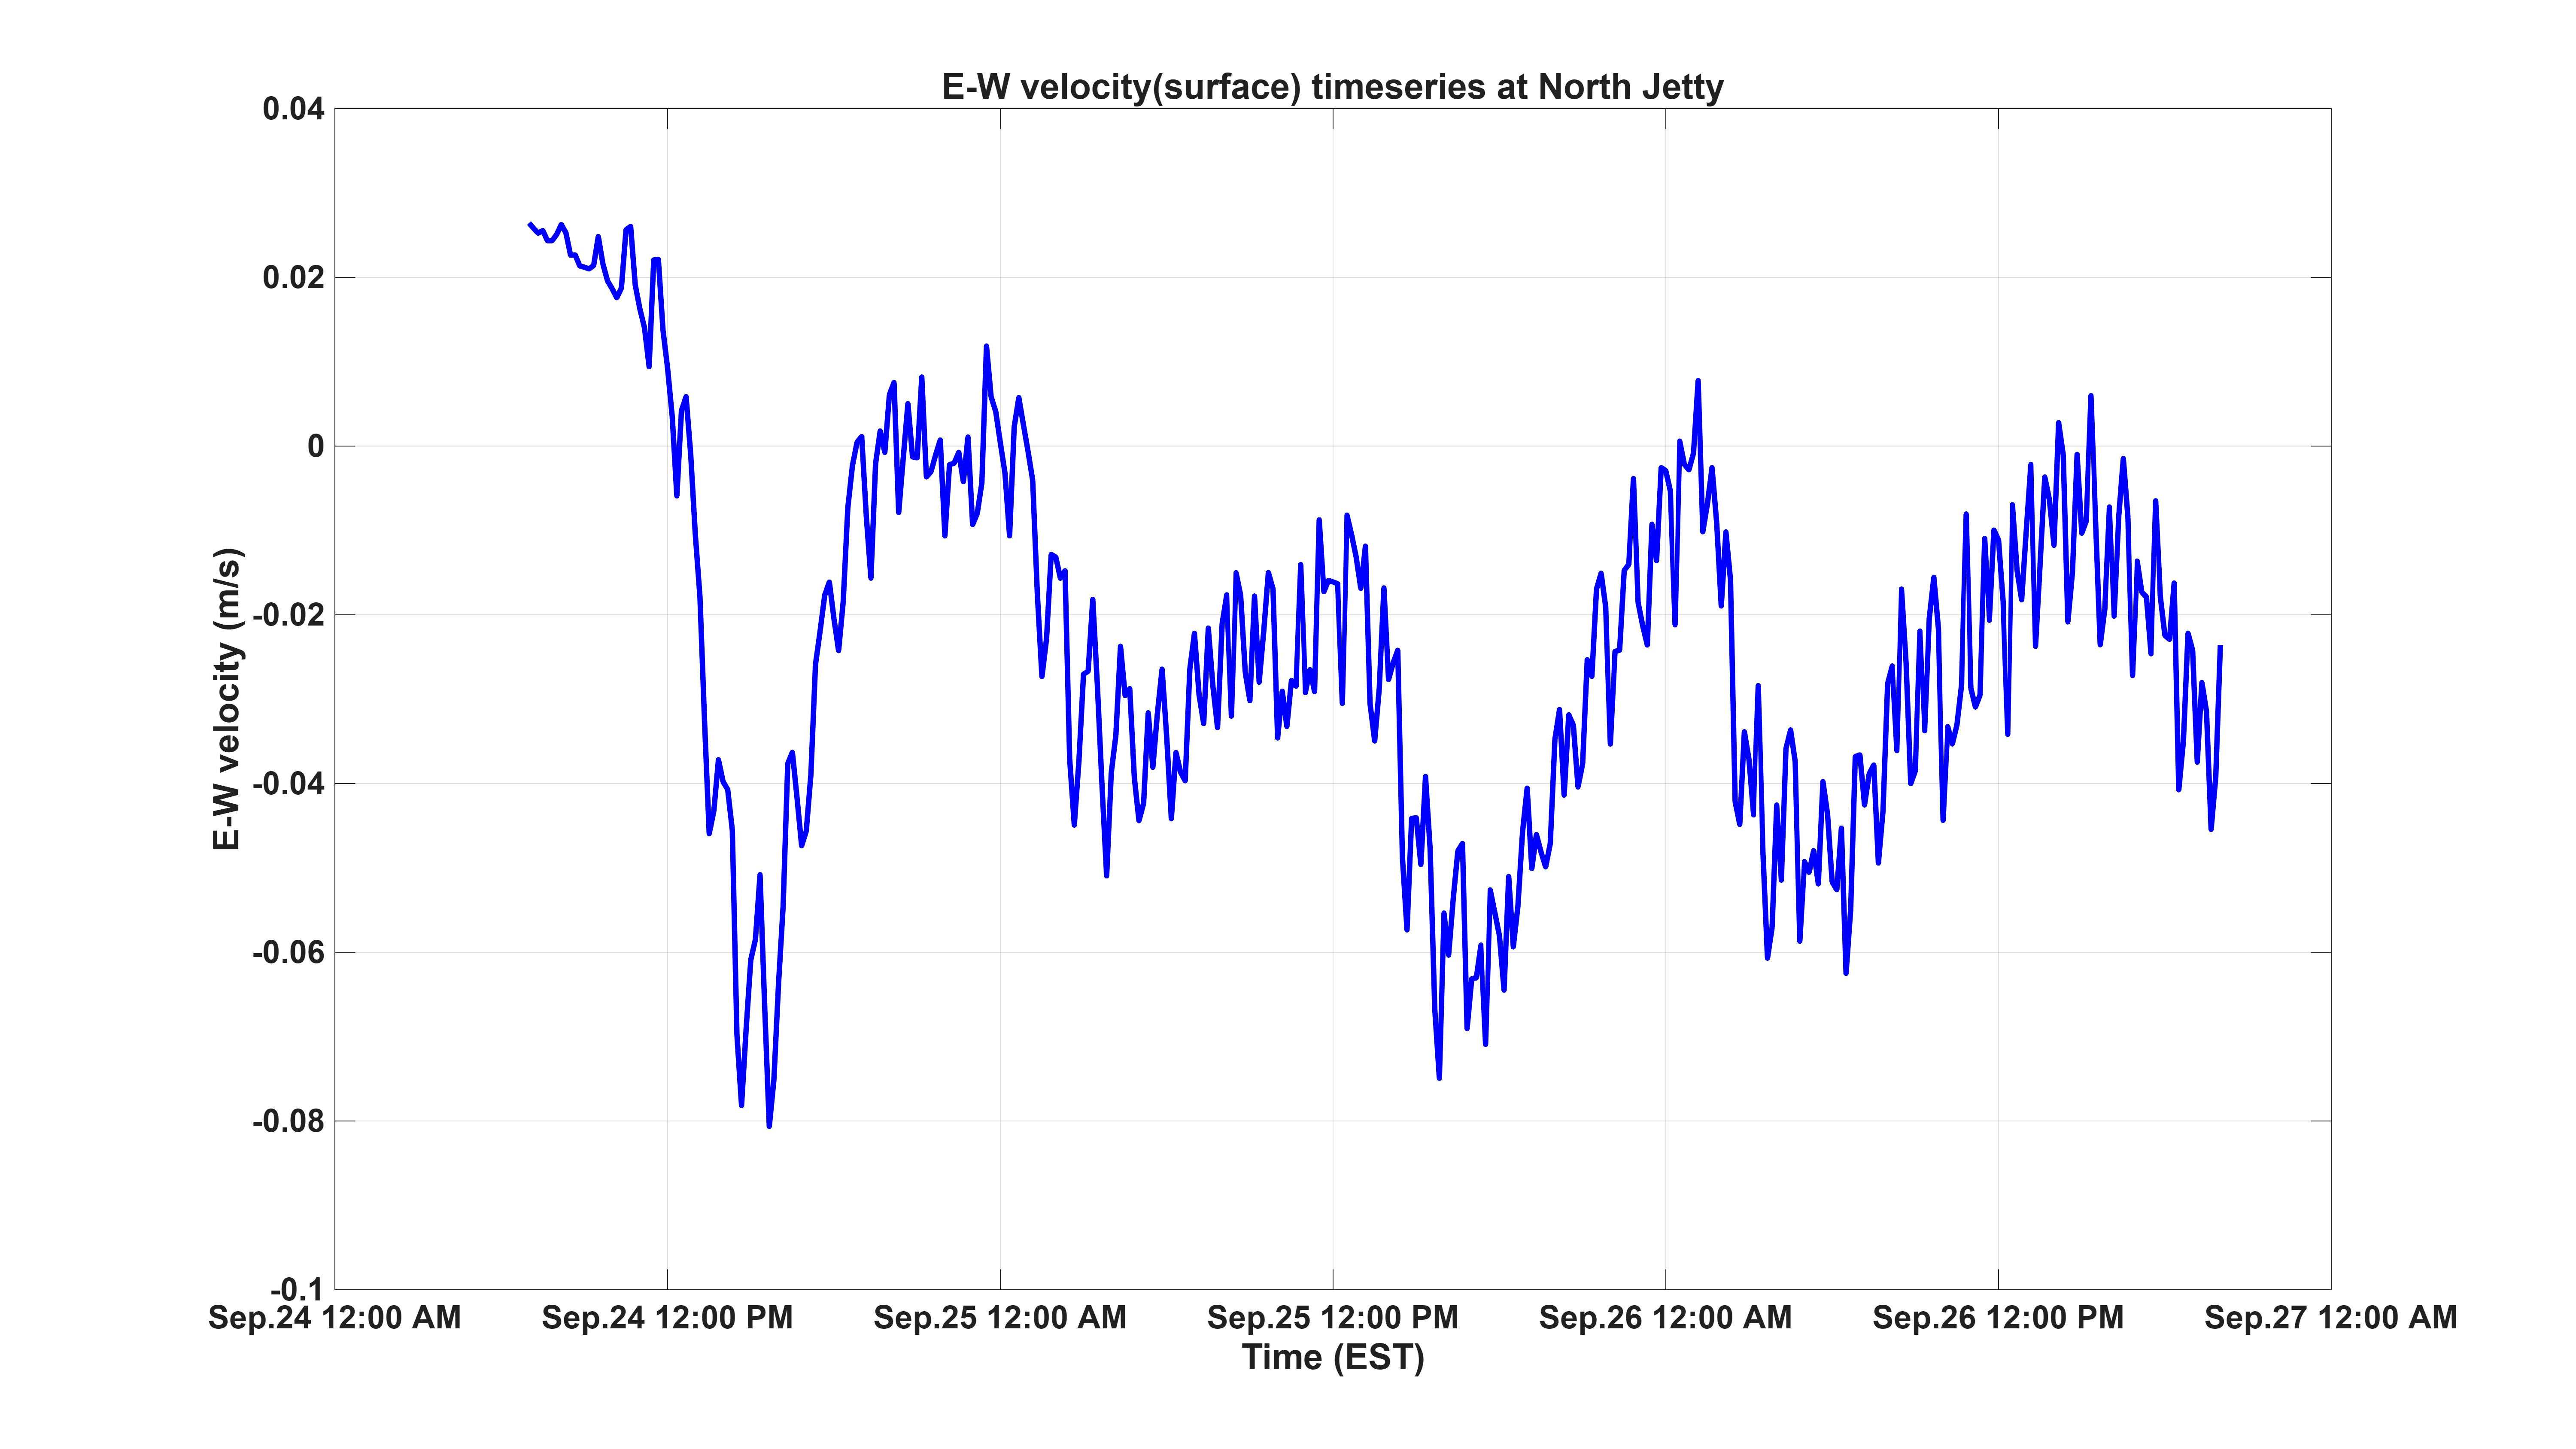 E-W velocity(surface) timeseries at North Jetty
0.04
0.02
0
-0.02
-0.04
-0.06
-0.08
-0.1
E-W velocity (m/s)
Sep.24 12:00 AM Sep.24 12:00 PM Sep.25 12:00 AM Sep.25 12:00 PM Sep.26 12:00 AM Sep.26 12:00 PM Sep.27 12:00 AM
Time (EST)